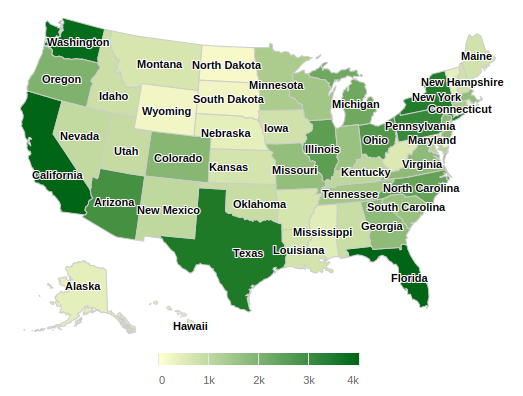 Washington
Maine
Montana
North Dakota
Oregon
Minnesota
New Hampshire
Idaho
South Dakota
New York
Michigan
Connecticut
Wyoming
Pennsylvania
Iowa
Nebraska
Nevada
Ohio
Maryland
Illinois
Utah
Colorado
Virginia
Kansas
Missouri
Kentucky
California
North Carolina
Tennessee
Arizona
Oklahoma
New Mexico
South Carolina
Georgia
Mississippi
Louisiana
Texas
Florida
Alaska
Hawaii
0 1k 2k 3k 4k